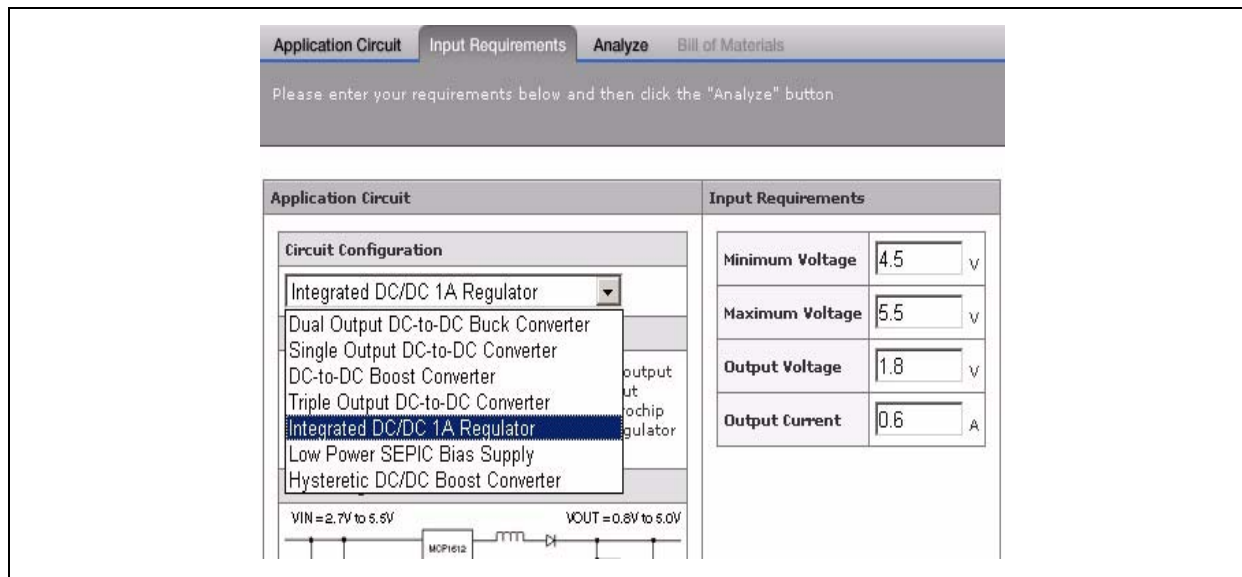 Application Circuit Input Requirements Analyze Bill of Materials
Please enter your requirements below and then click the "Analyze" button
Application Circuit
Circuit Configuration
Integrated DC/DC 1A Regulator
Dual Output DC-to-DC Buck Converter
Single Output DC-to-DC Converter
DC-to-DC Boost Converter
Triple Output DC-to-DC Converter
Integrated DC/DC 1A Regulator
Low Power SEPIC Bias Supply
Hysteretic DC/DC Boost Converter
output
ut
rochip
gulator
VIN=2.7V to 5.5V VOUT=0.8V to 5.0V
MCP1612
Input Requirements
Minimum Voltage 4.5 V
Maximum Voltage 5.5 V
Output Voltage 1.8 V
Output Current 0.6 A